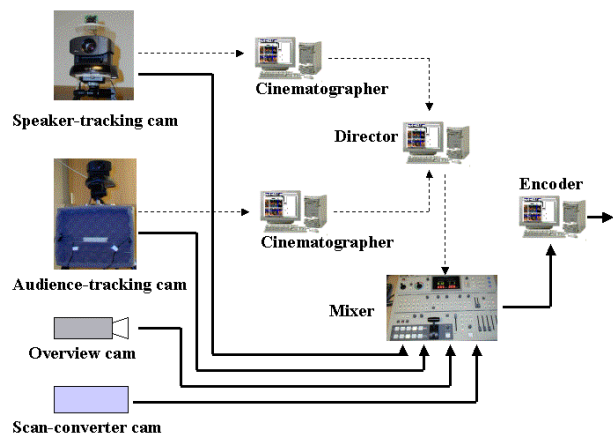 Cinematographer
Speaker-tracking cam
Director
Encoder
Cinematographer
Audience-tracking cam
Mixer
Overview cam
Scan-converter cam